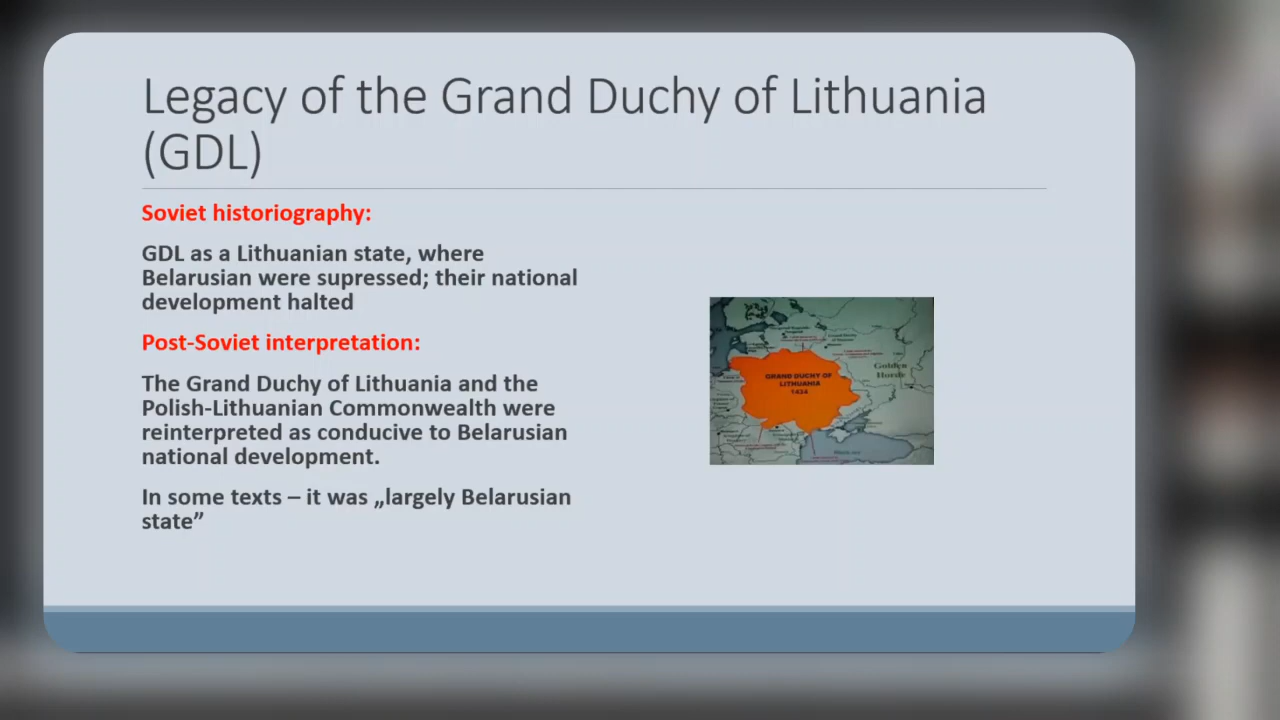 Legacy of the Grand Duchy of Lithuania
(GDL)
Soviet historiography:
GDL as a Lithuanian state, where
Belarusian were supressed; their national
development halted
Post-Soviet interpretation:
The Grand Duchy of Lithuania and the
Polish-Lithuanian Commonwealth were
reinterpreted as conducive to Belarusian
national development.
In some texts – it was „largely Belarusian
state”
GRAND DUCHY OF
LITHUANIA
1434
Golden
Horde